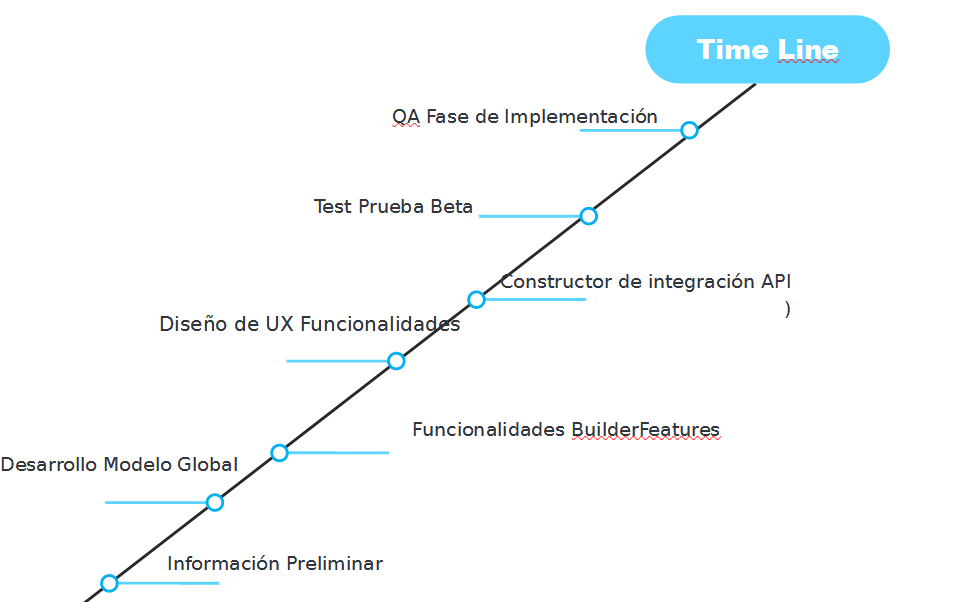 Time Line
QA Fase de Implementación
Test Prueba Beta
Constructor de integración API
)
Diseño de UX Funcionalidades
Funcionalidades BuilderFeatures
Desarrollo Modelo Global
Información Preliminar